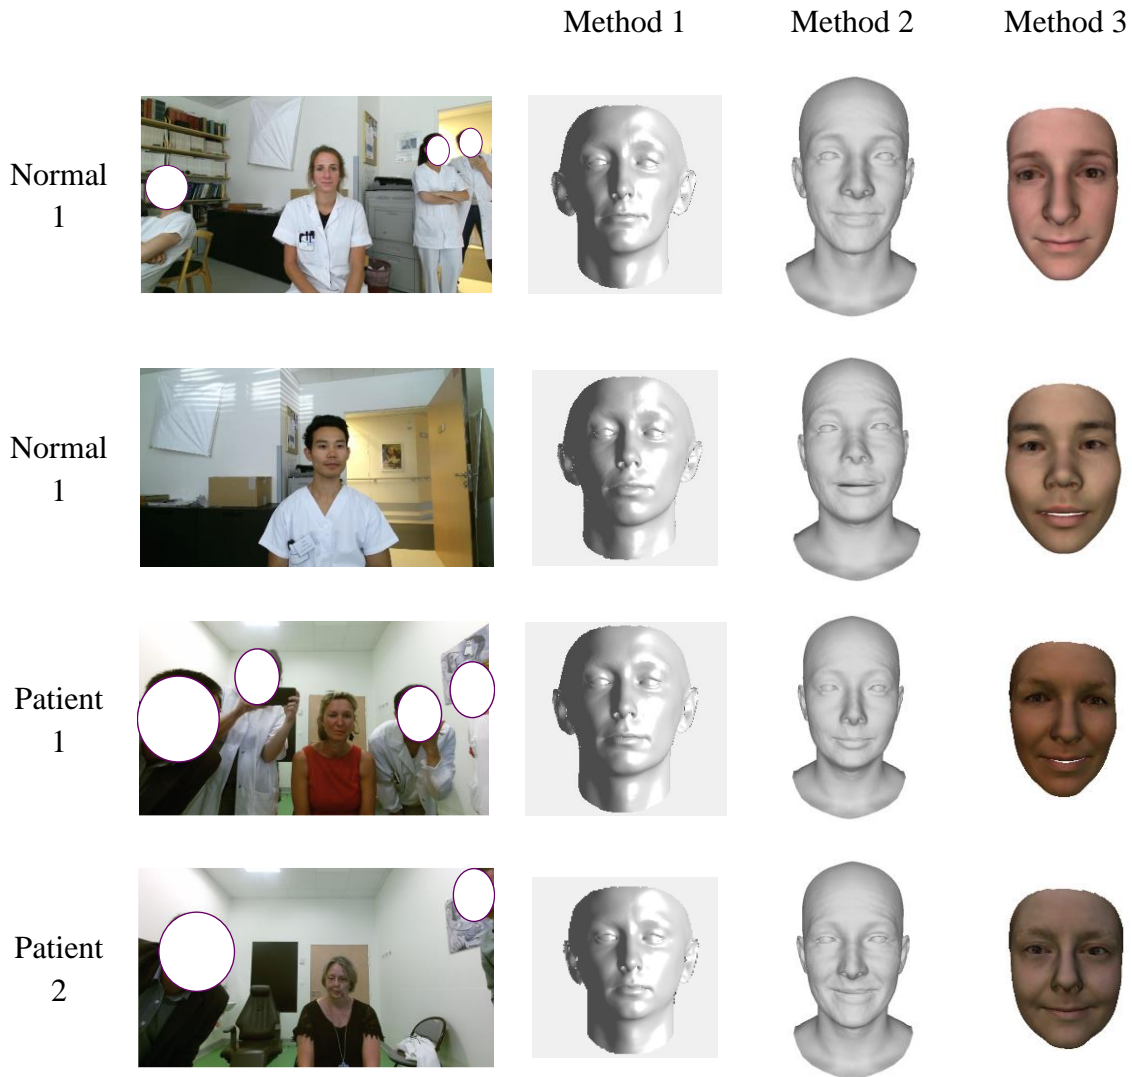 Method 1 Method 2 Method 3
Normal
1
Normal
1
Patient
1
Patient
2